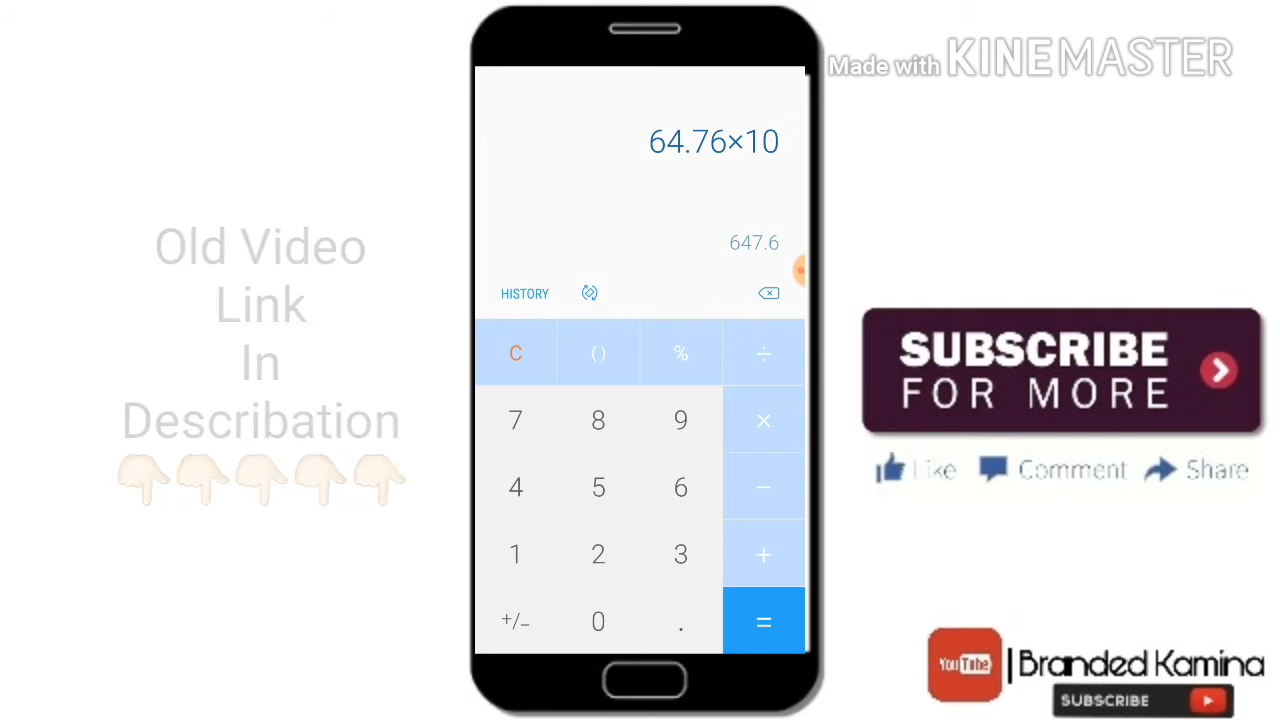 Made with KINEMASTER
64.76×10
647.6
HISTORY
C ( ) % ÷
7 8 9 ×
4 5 6 −
1 2 3 +
+/− 0 . =
Old Video
Link
In
Describation
SUBSCRIBE
FOR MORE
Like Comment Share
YouTube | Branded Kamina
SUBSCRIBE